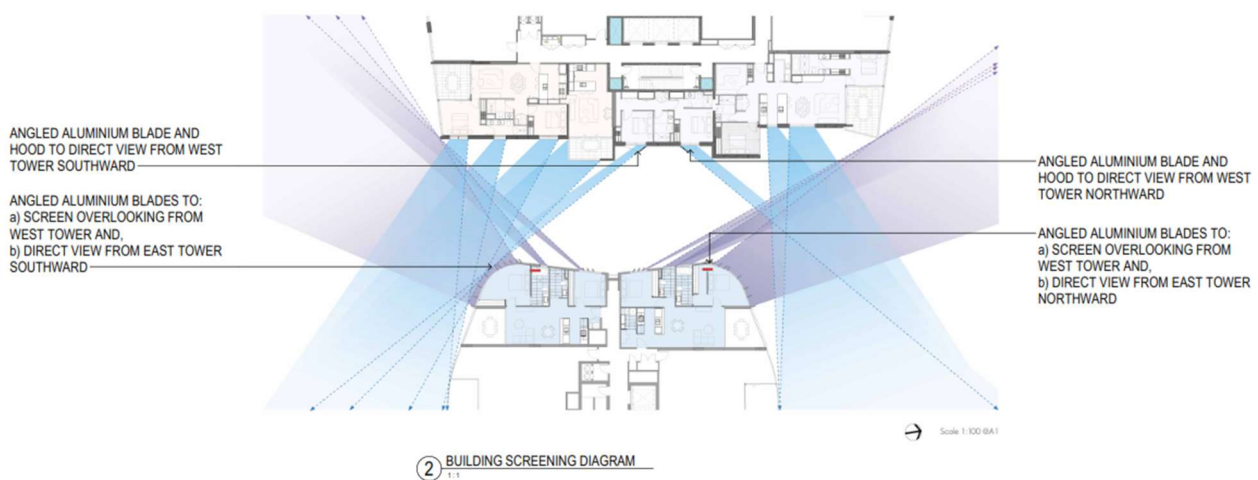 ANGLED ALUMINIUM BLADE AND
HOOD TO DIRECT VIEW FROM WEST
TOWER SOUTHWARD
ANGLED ALUMINIUM BLADES TO:
a) SCREEN OVERLOOKING FROM
WEST TOWER AND,
b) DIRECT VIEW FROM EAST TOWER
SOUTHWARD
ANGLED ALUMINIUM BLADE AND
HOOD TO DIRECT VIEW FROM WEST
TOWER NORTHWARD
ANGLED ALUMINIUM BLADES TO:
a) SCREEN OVERLOOKING FROM
WEST TOWER AND,
b) DIRECT VIEW FROM EAST TOWER
NORTHWARD
Scale 1:100 @A1
2 BUILDING SCREENING DIAGRAM
1:1